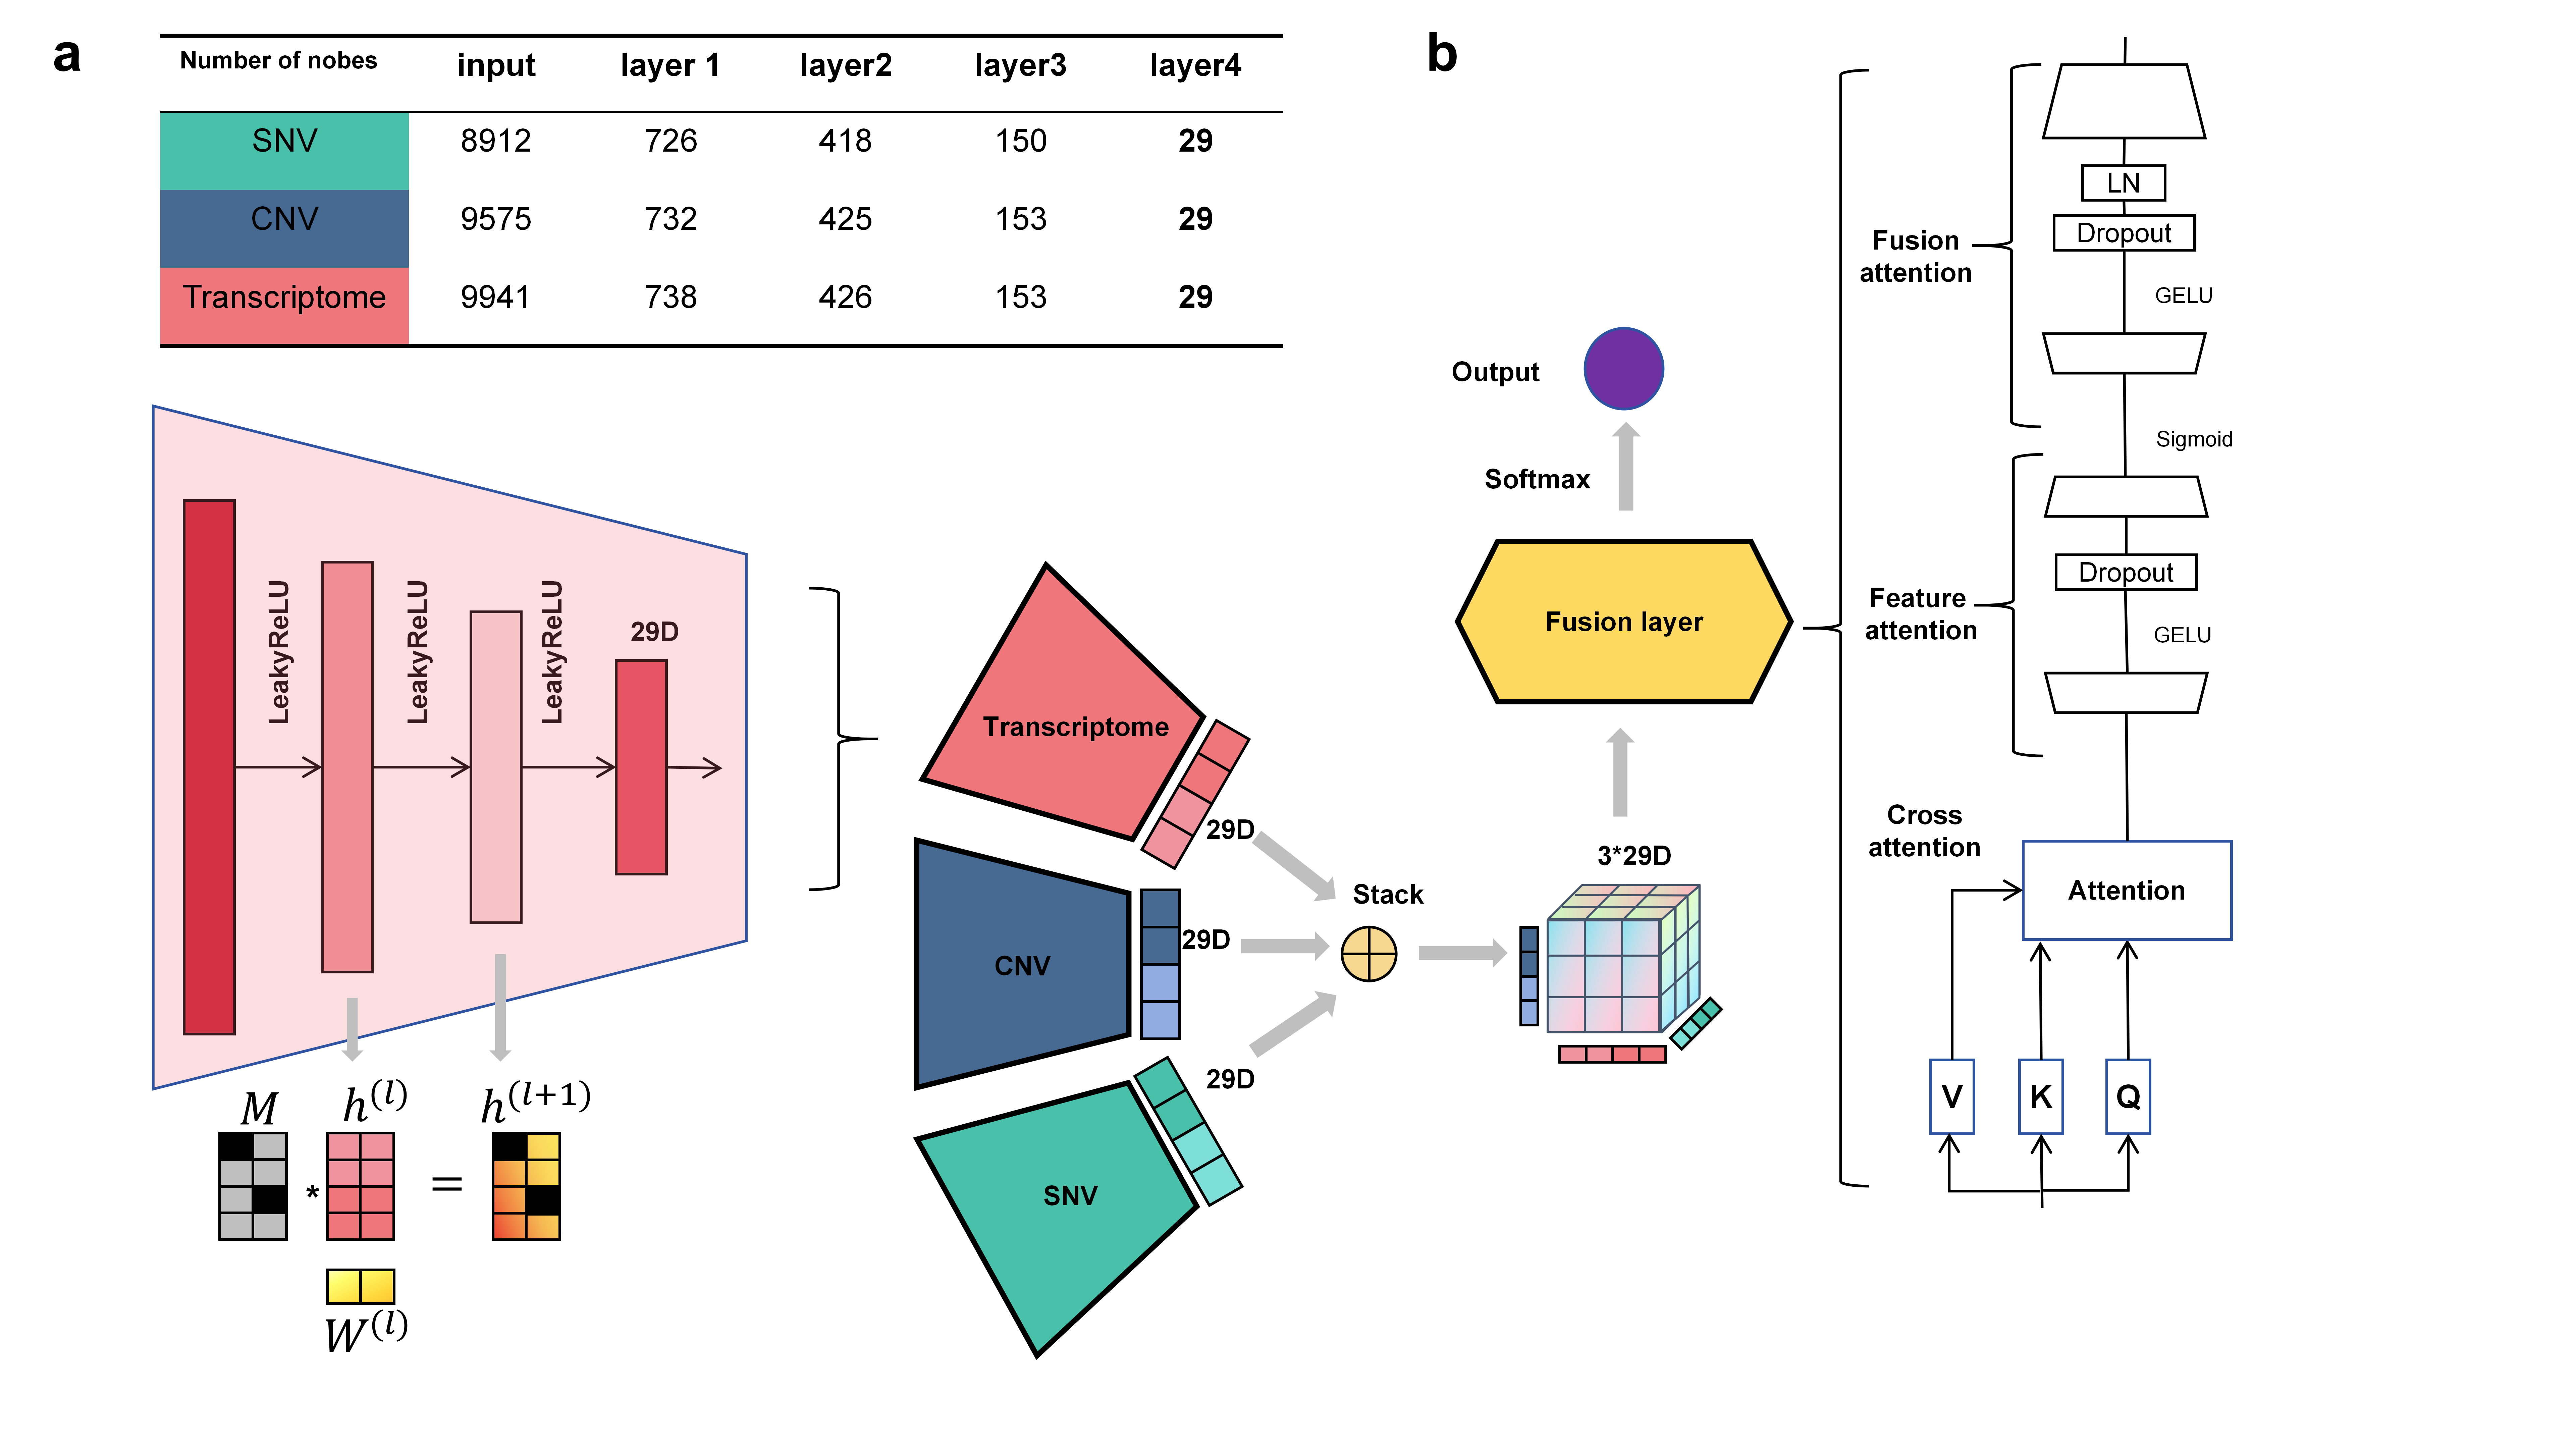 a
Number of nobes input layer 1 layer2 layer3 layer4
SNV 8912 726 418 150 29
CNV 9575 732 425 153 29
Transcriptome 9941 738 426 153 29
LeakyReLU
LeakyReLU
LeakyReLU
29D
M
h(l)
h(l+1)
*
=
W(l)
Transcriptome
29D
CNV
29D
SNV
29D
Stack
3*29D
b
Output
Softmax
Fusion layer
Fusion
attention
LN
Dropout
GELU
Sigmoid
Feature
attention
Dropout
GELU
Cross
attention
Attention
V
K
Q